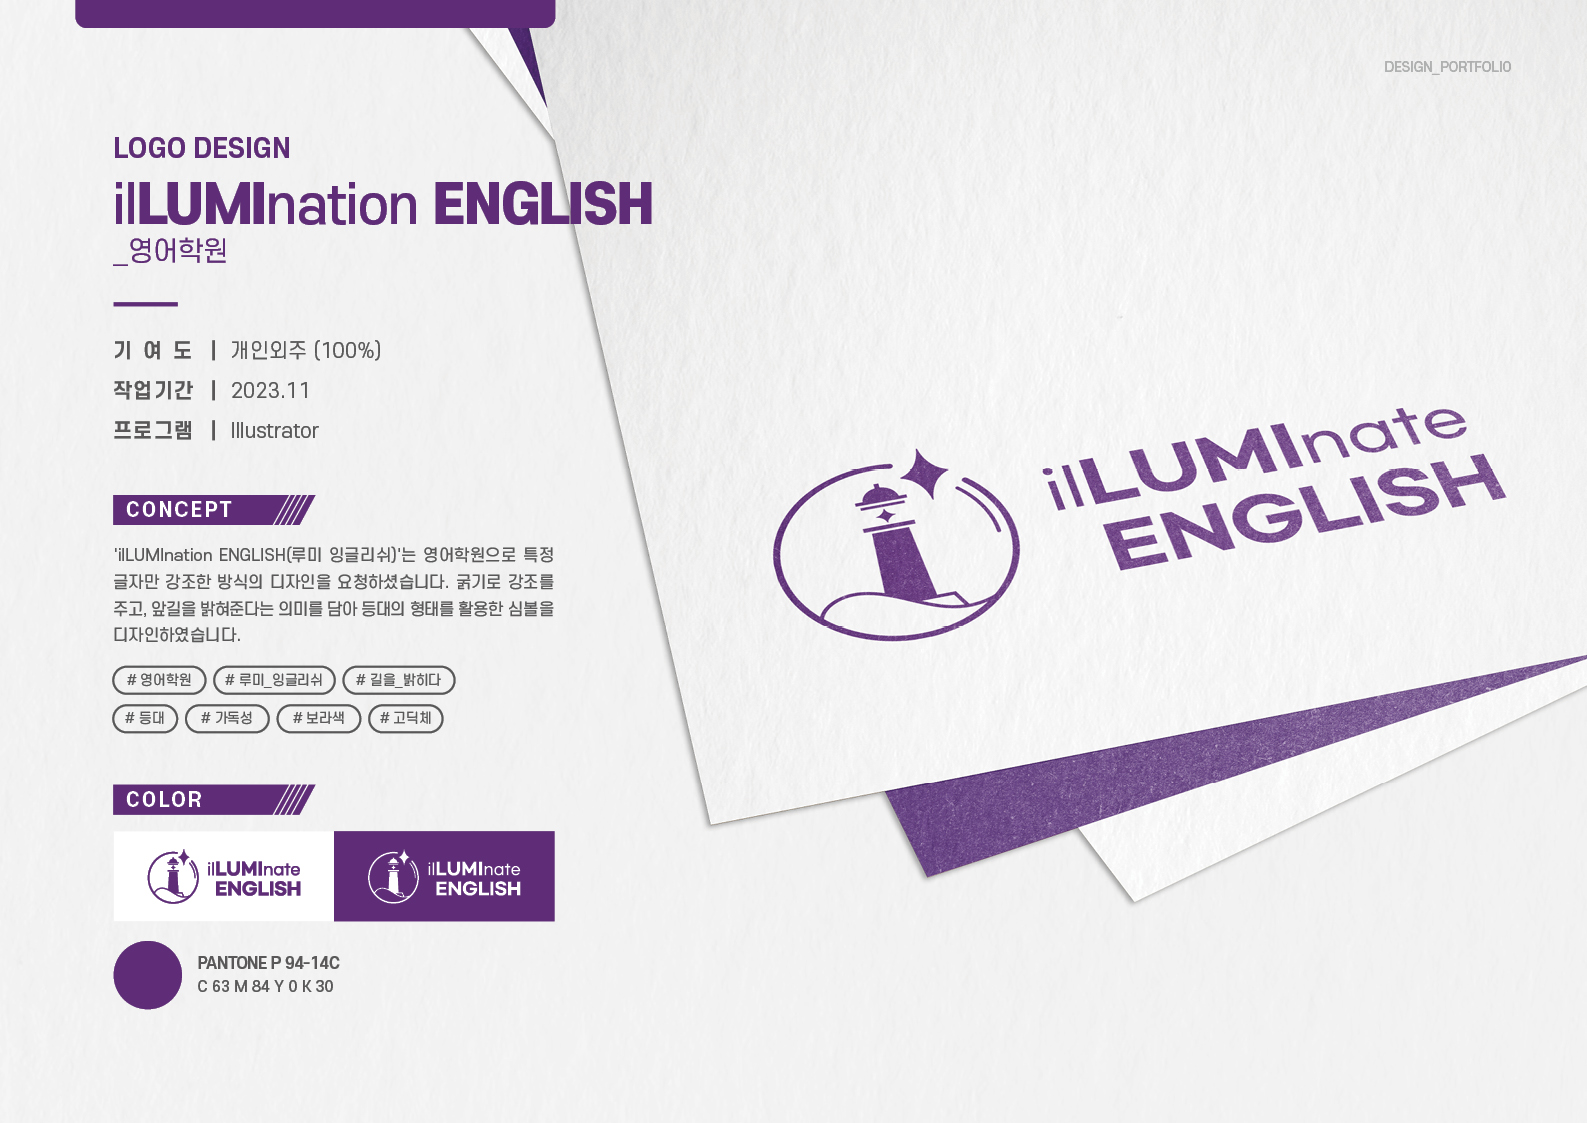 DESIGN_PORTFOLIO
LOGO DESIGN
ilLUMInation ENGLISH
_영어학원
기 여 도 | 개인외주 (100%)
작업기간 | 2023.11
프로그램 | Illustrator
CONCEPT
'ilLUMInation ENGLISH(루미 잉글리쉬)'는 영어학원으로 특정
글자만 강조한 방식의 디자인을 요청하셨습니다. 굵기로 강조를
주고, 앞길을 밝혀준다는 의미를 담아 등대의 형태를 활용한 심볼을
디자인하였습니다.
# 영어학원 # 루미_잉글리쉬 # 길을_밝히다
# 등대 # 가독성 # 보라색 # 고딕체
COLOR
ilLUMInate
ENGLISH
ilLUMInate
ENGLISH
PANTONE P 94-14C
C 63 M 84 Y 0 K 30
ilLUMInate
ENGLISH